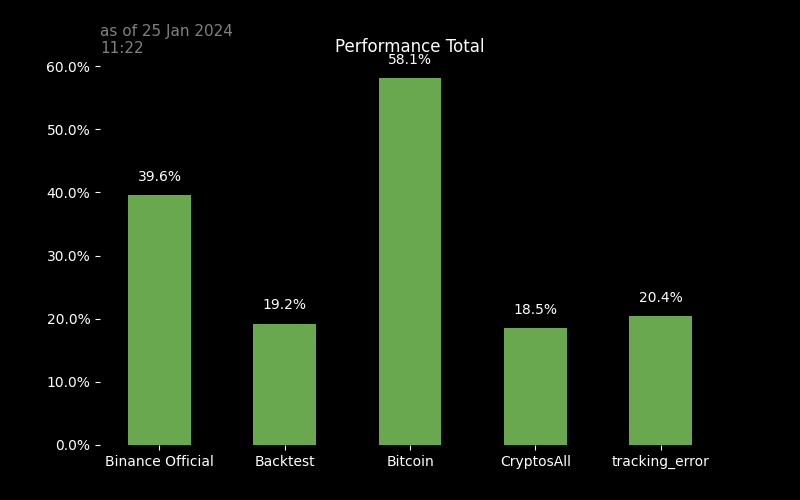 as of 25 Jan 2024
11:22
Performance Total
60.0%
50.0%
40.0%
30.0%
20.0%
10.0%
0.0%
39.6%
19.2%
58.1%
18.5%
20.4%
Binance Official
Backtest
Bitcoin
CryptosAll
tracking_error